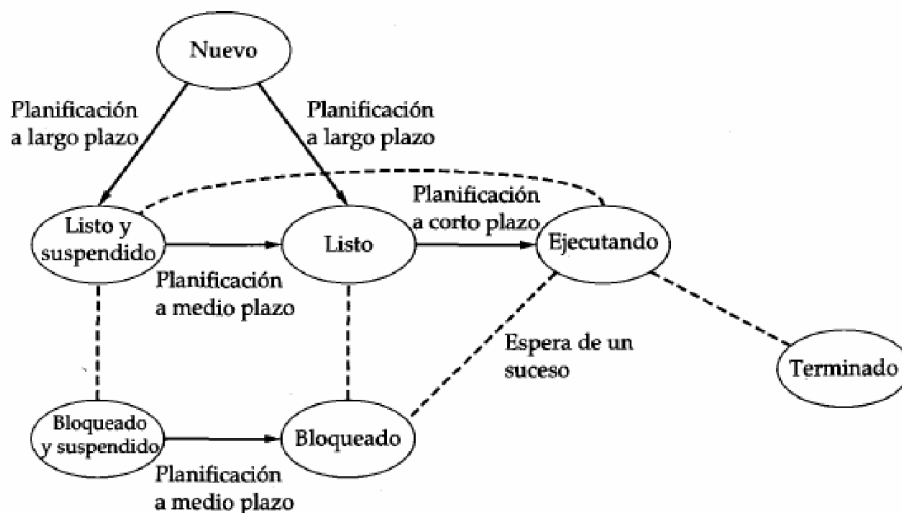 Nuevo
Planificación
a largo plazo
Planificación
a largo plazo
Listo y
suspendido
Listo
Planificación
a corto plazo
Ejecutando
Planificación
a medio plazo
Espera de un
suceso
Terminado
Bloqueado
y suspendido
Bloqueado
Planificación
a medio plazo